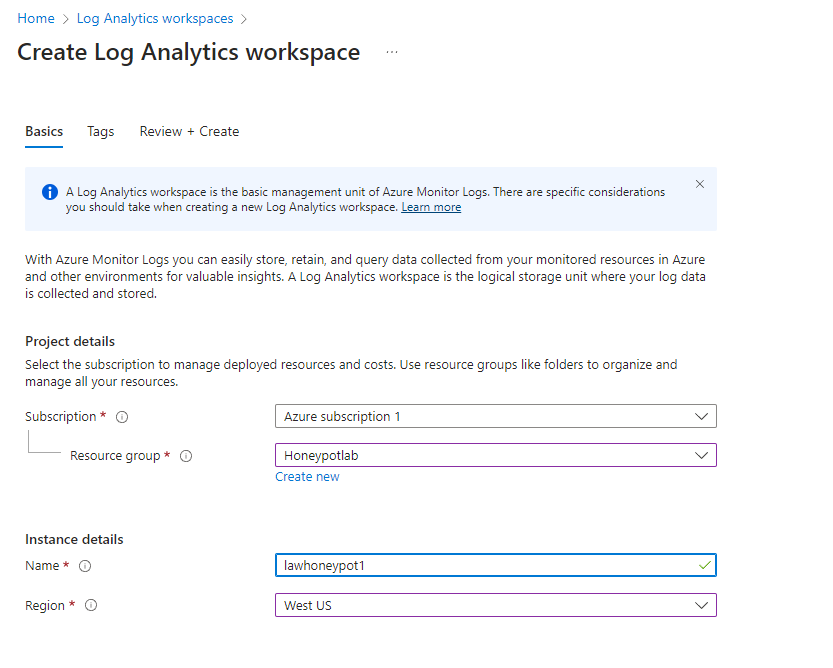 Home > Log Analytics workspaces >
Create Log Analytics workspace ...
Basics Tags Review + Create
A Log Analytics workspace is the basic management unit of Azure Monitor Logs. There are specific considerations
you should take when creating a new Log Analytics workspace. Learn more
With Azure Monitor Logs you can easily store, retain, and query data collected from your monitored resources in Azure
and other environments for valuable insights. A Log Analytics workspace is the logical storage unit where your log data
is collected and stored.
Project details
Select the subscription to manage deployed resources and costs. Use resource groups like folders to organize and
manage all your resources.
Subscription * Azure subscription 1
Resource group * Honeypotlab
Create new
Instance details
Name * lawhoneypot1
Region * West US